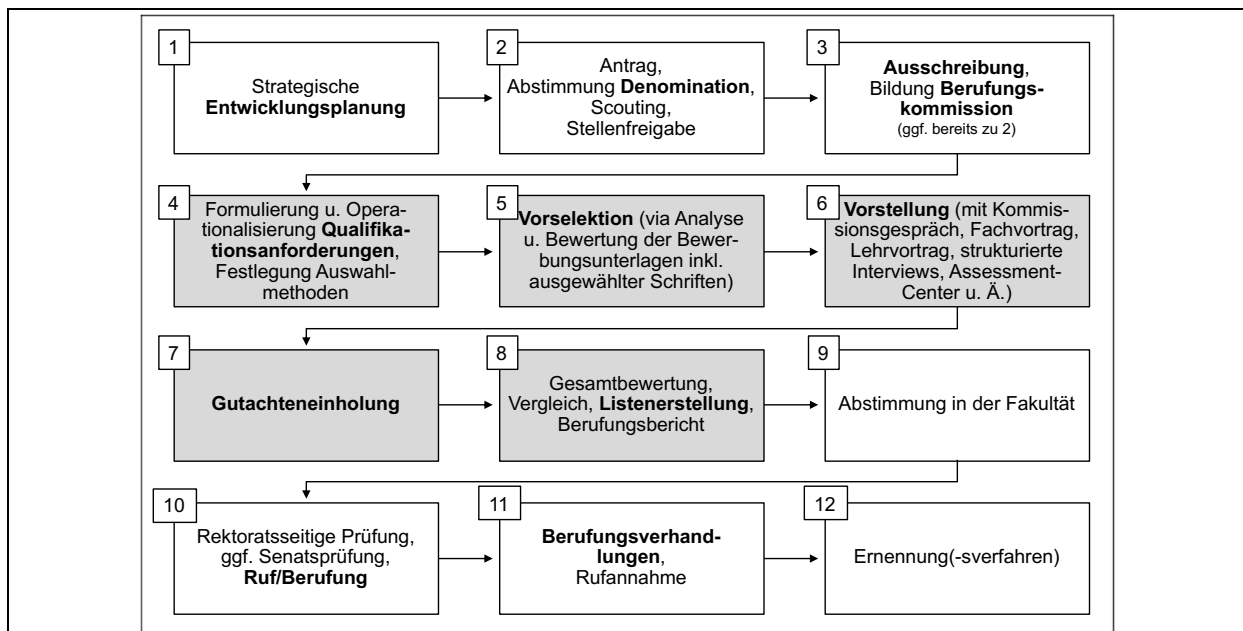 1
Strategische
Entwicklungsplanung
2
Antrag,
Abstimmung Denomination,
Scouting,
Stellenfreigabe
3
Ausschreibung,
Bildung Berufungs-
kommission
(ggf. bereits zu 2)
4
Formulierung u. Opera-
tionalisierung Qualifika-
tionsanforderungen,
Festlegung Auswahl-
methoden
5
Vorselektion (via Analyse
u. Bewertung der Bewer-
bungsunterlagen inkl.
ausgewählter Schriften)
6
Vorstellung (mit Kommis-
sionsgespräch, Fachvortrag,
Lehrvortrag, strukturierte
Interviews, Assessment-
Center u. Ä.)
7
Gutachteneinholung
8
Gesamtbewertung,
Vergleich, Listenerstellung,
Berufungsbericht
9
Abstimmung in der Fakultät
10
Rektoratsseitige Prüfung,
ggf. Senatsprüfung,
Ruf/Berufung
11
Berufungsverhand-
lungen,
Rufannahme
12
Ernennung(-sverfahren)